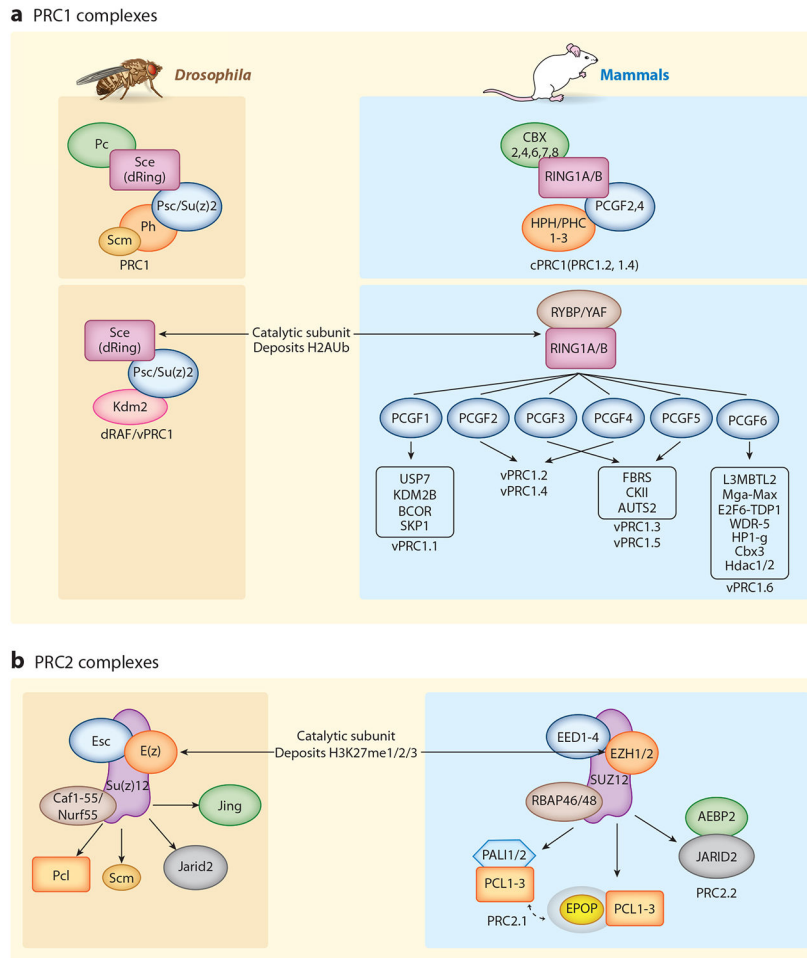 a PRC1 complexes
Drosophila
Mammals
Pc
Sce
(dRing)
Psc/Su(z)2
Ph
Scm
PRC1
CBX
2,4,6,7,8
RING1A/B
PCGF2,4
HPH/PHC
1-3
cPRC1(PRC1.2, 1.4)
Sce
(dRing)
Psc/Su(z)2
Kdm2
dRAF/vPRC1
Catalytic subunit
Deposits H2AUb
RYBP/YAF
RING1A/B
PCGF1
PCGF2
PCGF3
PCGF4
PCGF5
PCGF6
USP7
KDM2B
BCOR
SKP1
vPRC1.1
vPRC1.2
vPRC1.4
FBRS
CKII
AUTS2
vPRC1.3
vPRC1.5
L3MBTL2
Mga-Max
E2F6-TDP1
WDR-5
HP1-g
Cbx3
Hdac1/2
vPRC1.6
b PRC2 complexes
Esc
E(z)
Su(z)12
Caf1-55/
Nurf55
Jing
Pcl
Scm
Jarid2
Catalytic subunit
Deposits H3K27me1/2/3
EED1-4
EZH1/2
SUZ12
RBAP46/48
AEBP2
JARID2
PRC2.2
PALI1/2
PCL1-3
PRC2.1
EPOP
PCL1-3